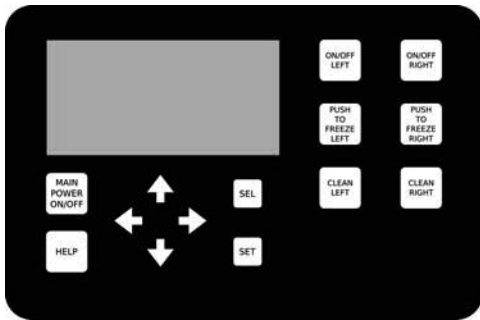 ON/OFF
LEFT
ON/OFF
RIGHT
PUSH
TO
FREEZE
LEFT
PUSH
TO
FREEZE
RIGHT
MAIN
POWER
ON/OFF
SEL
CLEAN
LEFT
CLEAN
RIGHT
HELP
SET